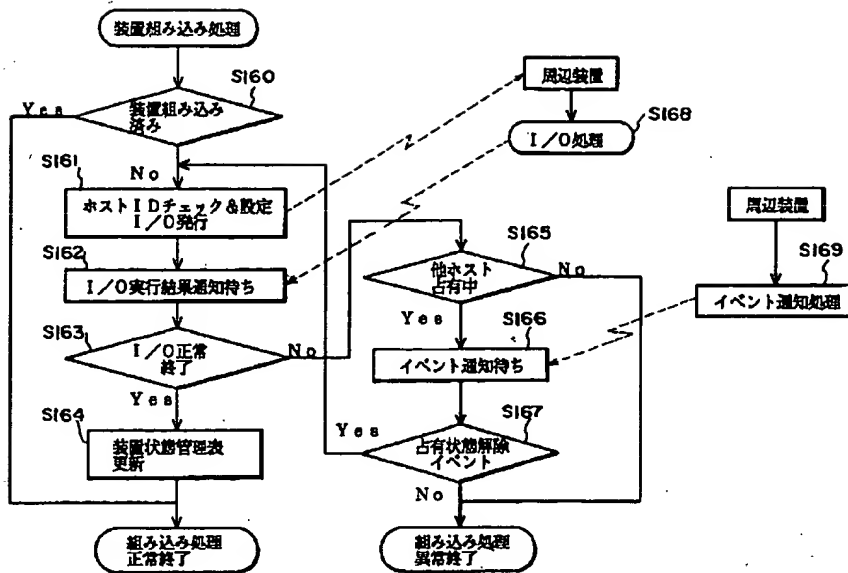 装置組み込み処理
S160
Yes
装置組み込み
済み
周辺装置
S168
I/O処理
S161
No
ホストIDチェック&設定
I/O発行
周辺装置
S162
S165
I/O実行結果通知待ち
他ホスト
占有中
No
S169
イベント通知処理
S163
Yes
S166
I/O正常
終了
No
イベント通知待ち
Yes
S164
Yes
S167
装置状態管理表
更新
占有状態解除
イベント
No
組み込み処理
正常終了
組み込み処理
異常終了